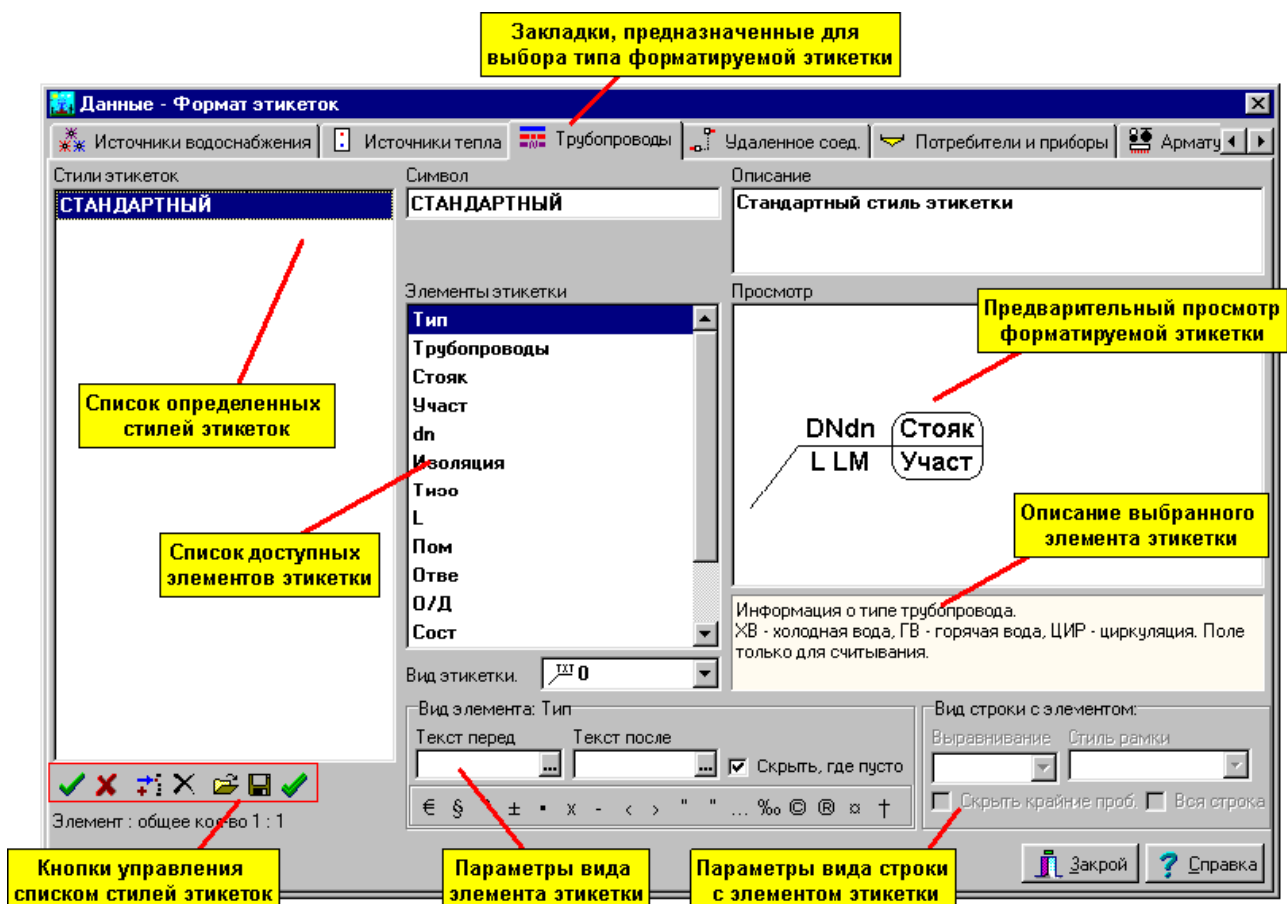 Закладки, предназначенные для
выбора типа форматируемой этикетки
Данные - Формат этикеток
Источники водоснабжения
Источники тепла
Трубопроводы
Удаленное соед.
Потребители и приборы
Армату
Стили этикеток
СТАНДАРТНЫЙ
Символ
СТАНДАРТНЫЙ
Описание
Стандартный стиль этикетки
Элементы этикетки
Тип
Трубопроводы
Стояк
Участ
dn
Изоляция
Тизо
L
Пом
Отве
О/Д
Сост
Просмотр
Предварительный просмотр
форматируемой этикетки
DNdn Стояк
L LM Участ
Список определенных
стилей этикеток
Список доступных
элементов этикетки
Описание выбранного
элемента этикетки
Информация о типе трубопровода.
ХВ - холодная вода, ГВ - горячая вода, ЦИР - циркуляция. Поле
только для считывания.
Вид этикетки.
TXT 0
Вид элемента: Тип
Текст перед
Текст после
...
...
Скрыть, где пусто
€ § ± ▪ x - < > " " ... ‰ © ® ¤ †
Вид строки с элементом:
Выравнивание
Стиль рамки
Скрыть крайние проб.
Вся строка
Элемент : общее кол-во 1 : 1
Кнопки управления
списком стилей этикеток
Параметры вида
элемента этикетки
Параметры вида строки
с элементом этикетки
Закрой
? Справка